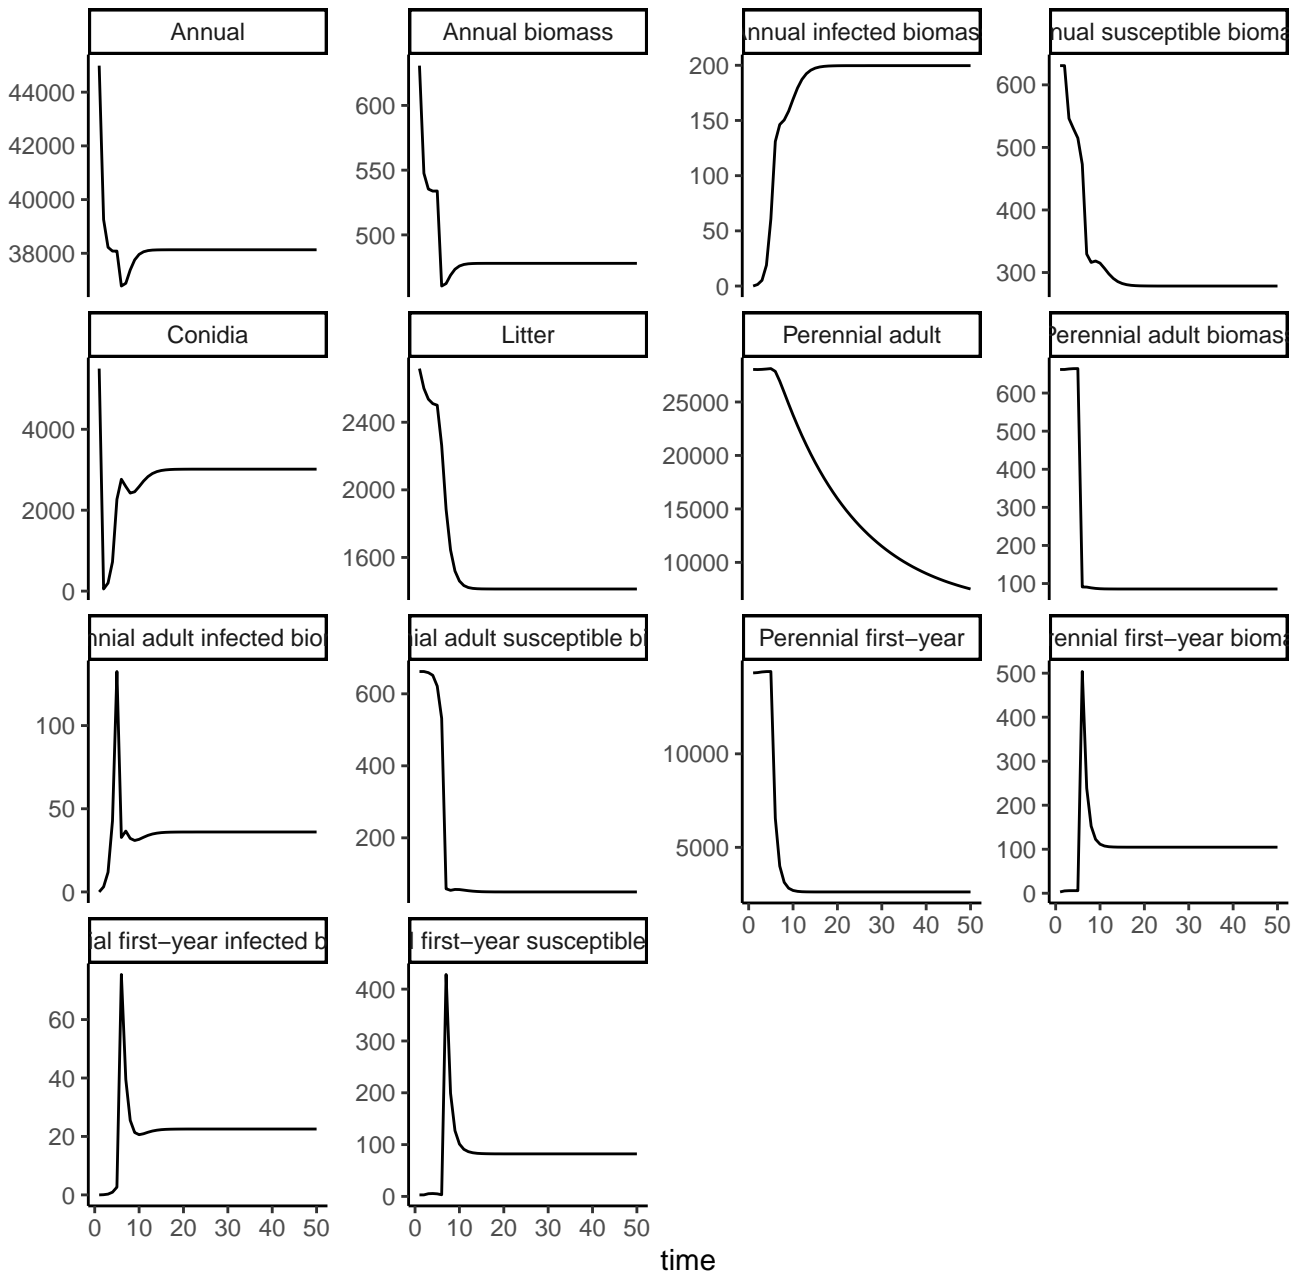 Annual
Annual biomass
Annual infected biomas
nual susceptible bioma
44000
42000
40000
38000
600
550
500
200
150
100
50
0
600
500
400
300
Conidia
Litter
Perennial adult
Perennial adult biomass
4000
2000
0
2400
2000
1600
25000
20000
15000
10000
600
500
400
300
200
100
nnial adult infected bion
nial adult susceptible bi
Perennial first−year
rennial first−year bioma
100
50
0
600
400
200
10000
5000
500
400
300
200
100
0
0 10 20 30 40 50
0 10 20 30 40 50
ial first−year infected b
l first−year susceptible
60
40
20
0
400
300
200
100
0
0 10 20 30 40 50
0 10 20 30 40 50
time